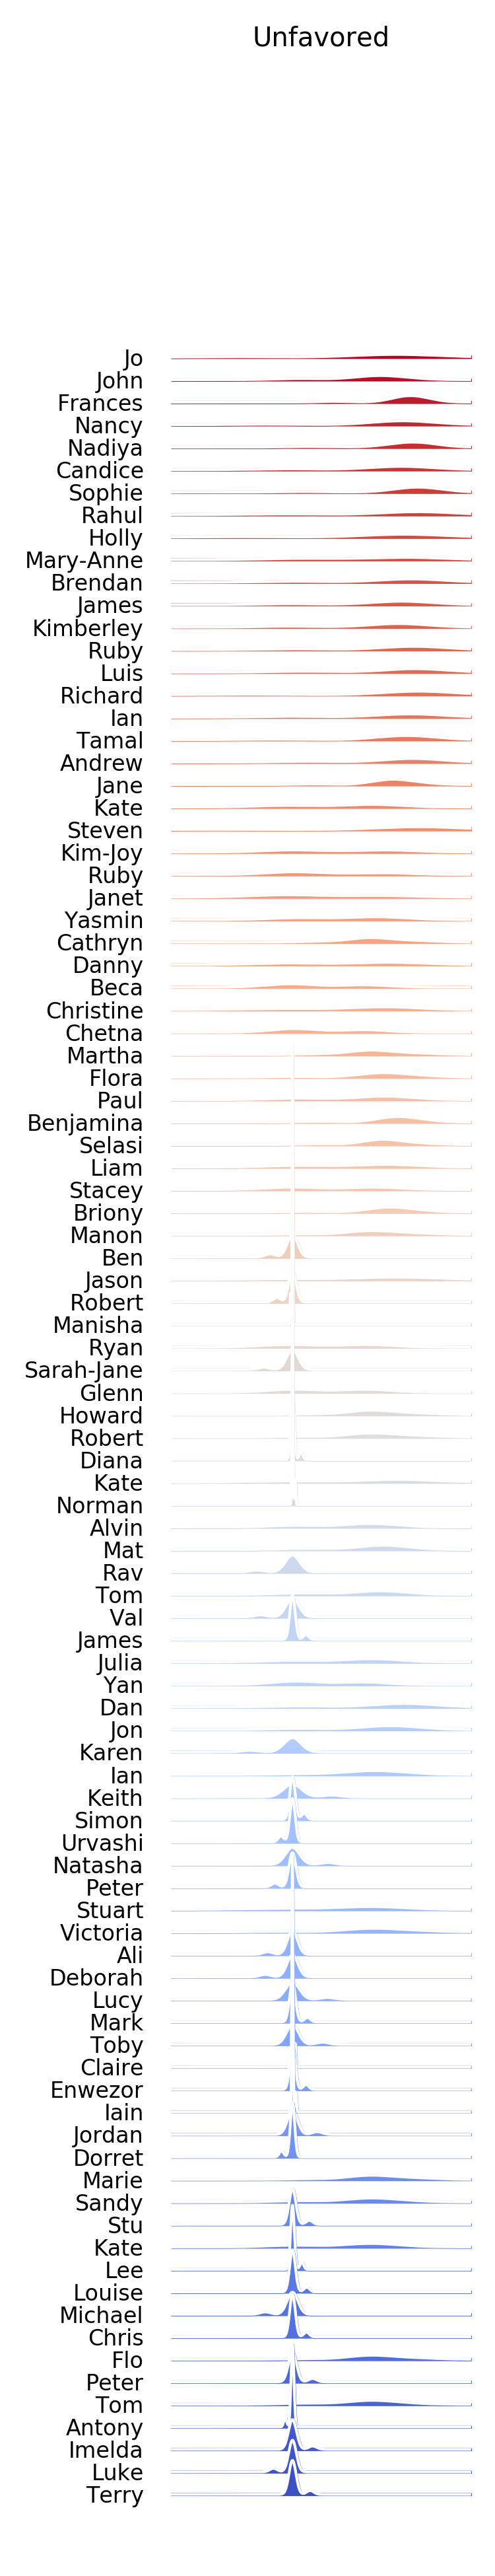 Unfavored
Jo
John
Frances
Nancy
Nadiya
Candice
Sophie
Rahul
Holly
Mary-Anne
Brendan
James
Kimberley
Ruby
Luis
Richard
Ian
Tamal
Andrew
Jane
Kate
Steven
Kim-Joy
Ruby
Janet
Yasmin
Cathryn
Danny
Beca
Christine
Chetna
Martha
Flora
Paul
Benjamina
Selasi
Liam
Stacey
Briony
Manon
Ben
Jason
Robert
Manisha
Ryan
Sarah-Jane
Glenn
Howard
Robert
Diana
Kate
Norman
Alvin
Mat
Rav
Tom
Val
James
Julia
Yan
Dan
Jon
Karen
Ian
Keith
Simon
Urvashi
Natasha
Peter
Stuart
Victoria
Ali
Deborah
Lucy
Mark
Toby
Claire
Enwezor
Iain
Jordan
Dorret
Marie
Sandy
Stu
Kate
Lee
Louise
Michael
Chris
Flo
Peter
Tom
Antony
Imelda
Luke
Terry